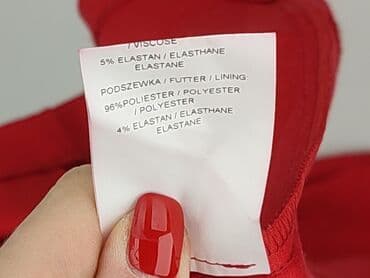 / VISCOSE
5% ELASTAN / ELASTHANE
ELASTANE
PODSZEWKA / FUTTER / LINING:
96%POLIESTER / POLYESTER
/ POLYESTER
4% ELASTAN / ELASTHANE
ELASTANE